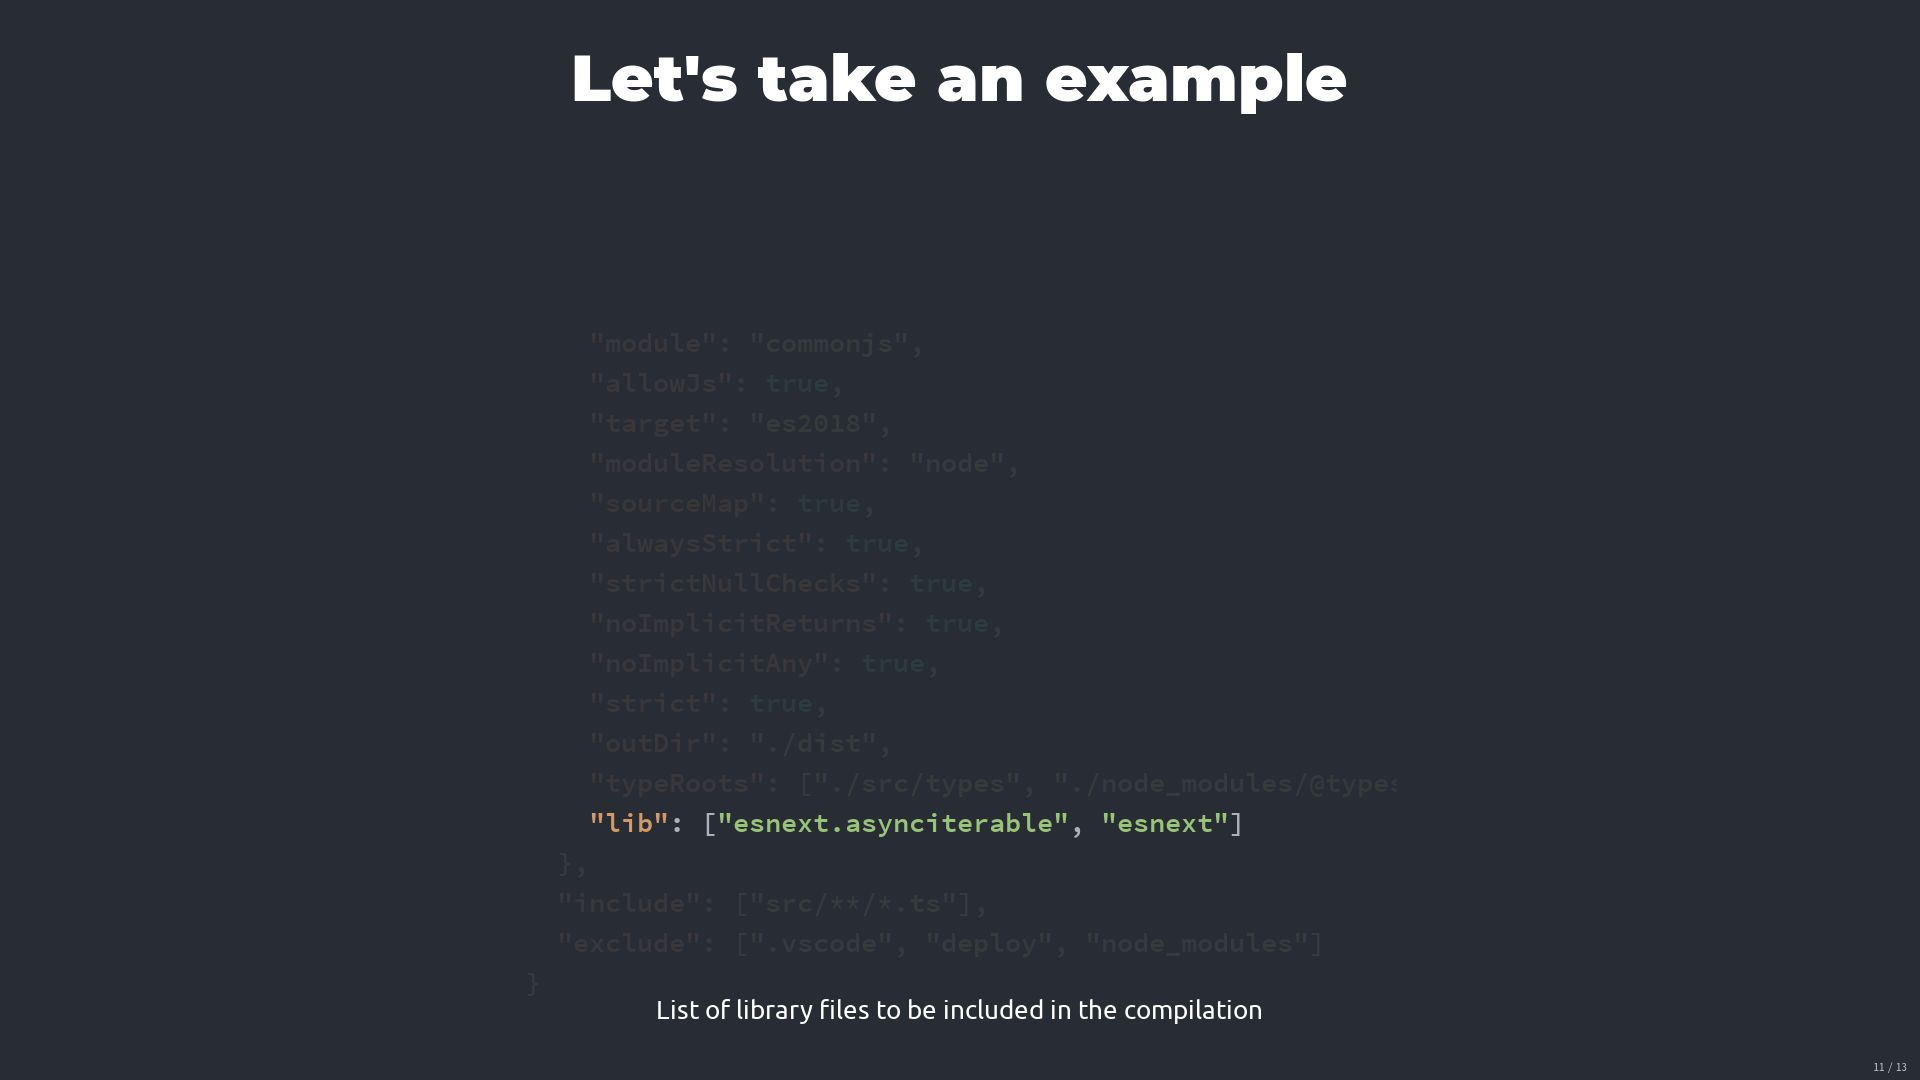 Let's take an example
"module": "commonjs",
"allowJs": true,
"target": "es2018",
"moduleResolution": "node",
"sourceMap": true,
"alwaysStrict": true,
"strictNullChecks": true,
"noImplicitReturns": true,
"noImplicitAny": true,
"strict": true,
"outDir": "./dist",
"typeRoots": ["./src/types", "./node_modules/@types
"lib": ["esnext.asynciterable", "esnext"]
},
"include": ["src/**/*.ts"],
"exclude": [".vscode", "deploy", "node_modules"]
}
List of library files to be included in the compilation
11 / 13